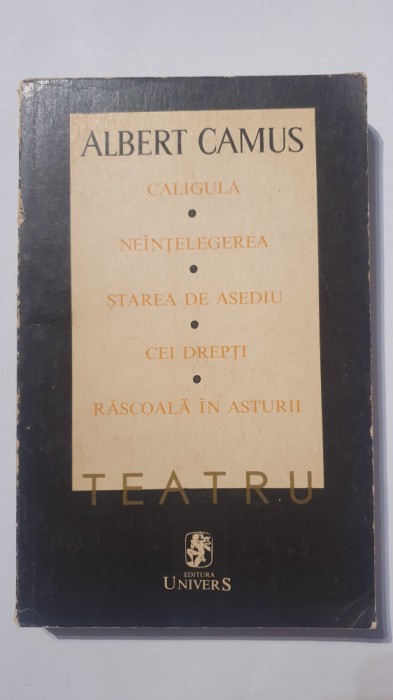 ALBERT CAMUS
CALIGULA
NEÎNȚELEGEREA
ȘTAREA DE ASEDIU
CEI DREPȚI
RĂSCOALĂ ÎN ASTURII
TEATRU
EDITURA
UNIVERS